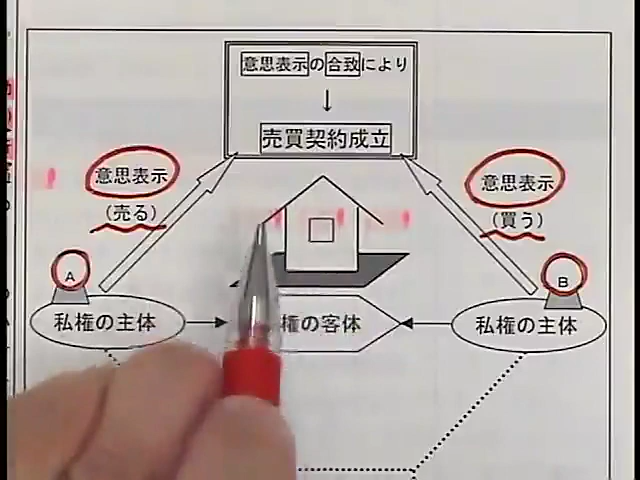 意思表示の合致により
↓
売買契約成立
意思表示
(売る)
意思表示
(買う)
A
B
私権の主体
権の客体
私権の主体